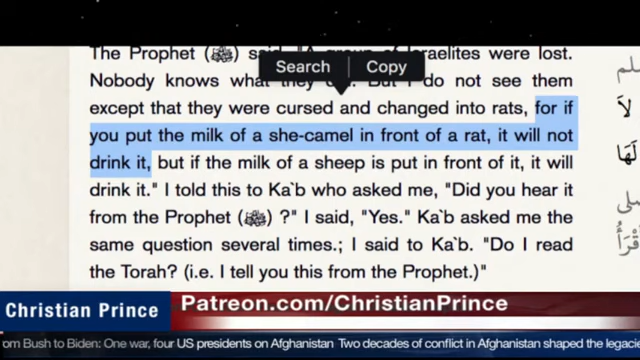 The Prophet (ﷺ) said, "A group of Israelites were lost.
Search Copy
Nobody knows what they But I do not see them
except that they were cursed and changed into rats, for if
you put the milk of a she-camel in front of a rat, it will not
drink it, but if the milk of a sheep is put in front of it, it will
drink it." I told this to Ka`b who asked me, "Did you hear it
from the Prophet (ﷺ) ?" I said, "Yes." Ka`b asked me the
same question several times.; I said to Ka`b. "Do I read
the Torah? (i.e. I tell you this from the Prophet.)"
Christian Prince
Patreon.com/ChristianPrince
rom Bush to Biden: One war, four US presidents on Afghanistan Two decades of conflict in Afghanistan shaped the legacie